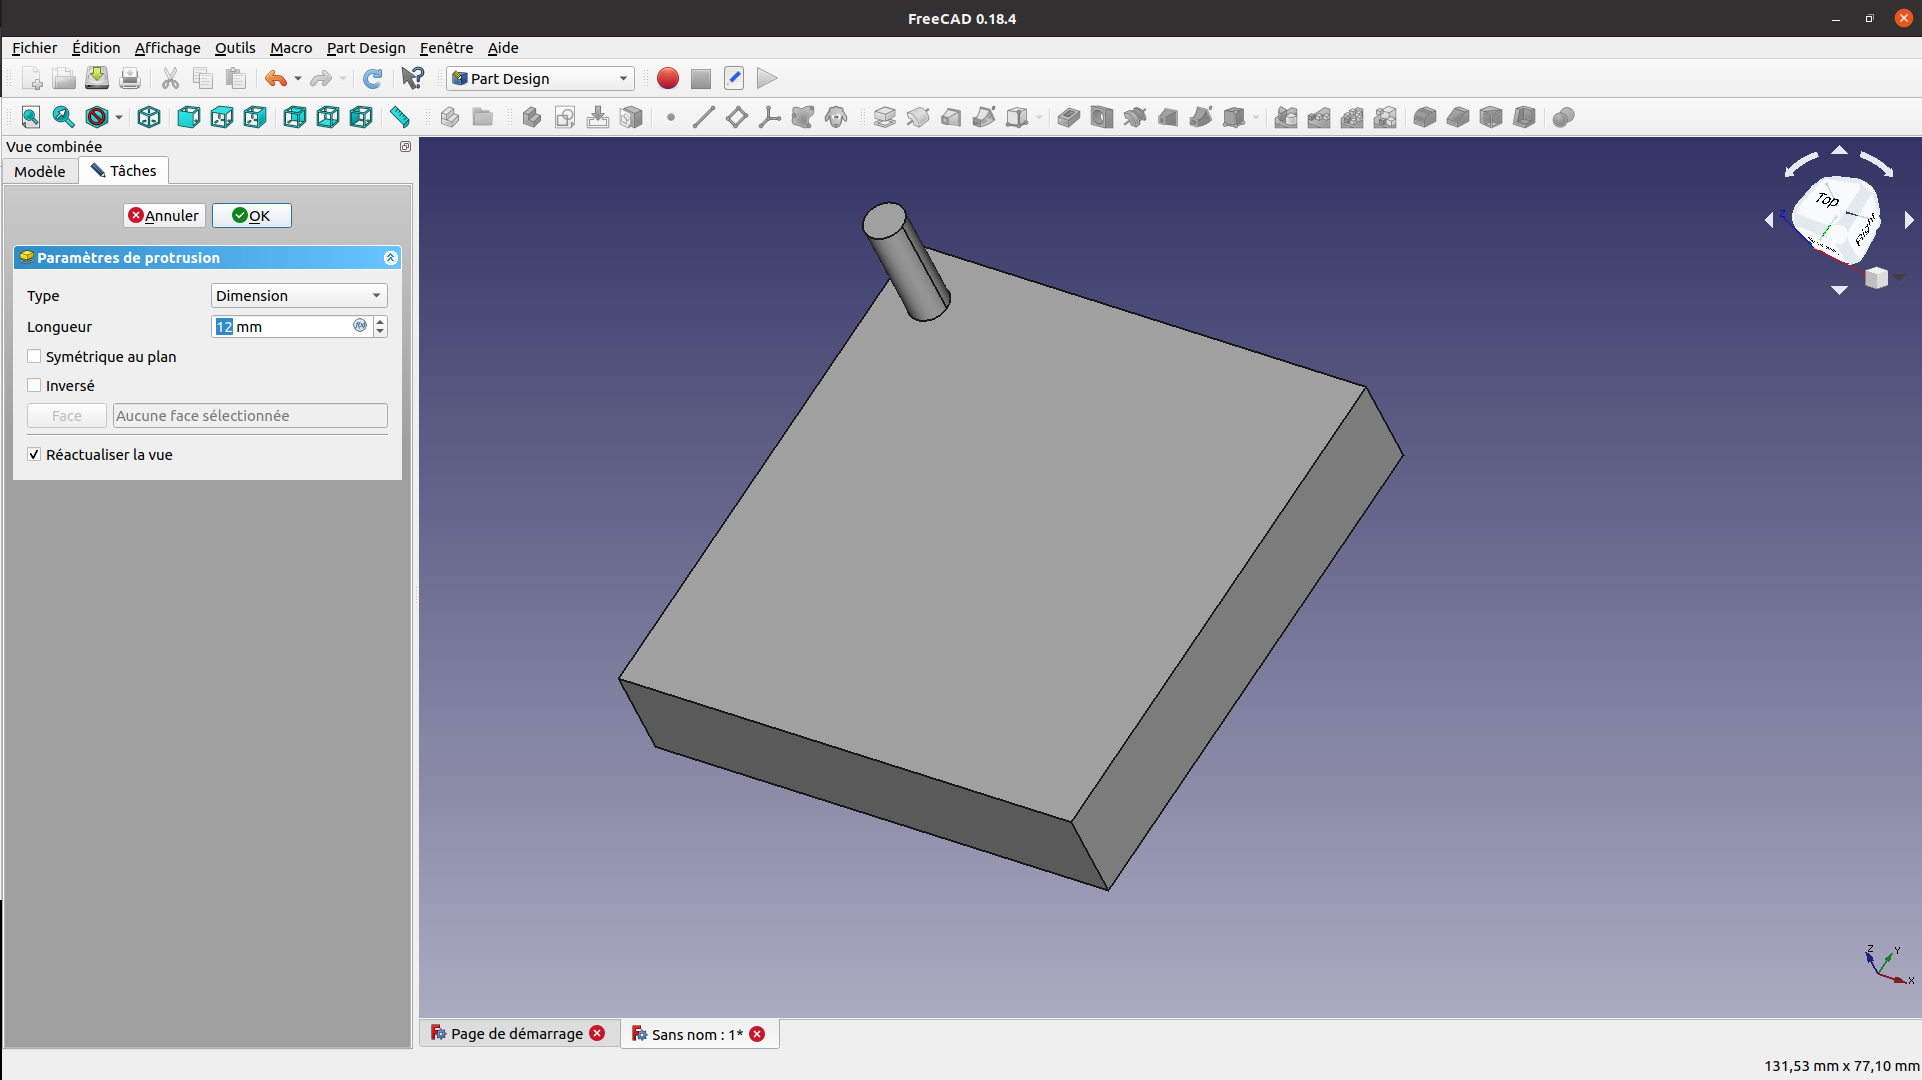 FreeCAD 0.18.4
Fichier Édition Affichage Outils Macro Part Design Fenêtre Aide
Part Design
Vue combinée
Modèle Tâches
Annuler OK
Paramètres de protrusion
Type Dimension
Longueur 12 mm
Symétrique au plan
Inversé
Face Aucune face sélectionnée
Réactualiser la vue
Top
Right
Z
Z
Y
X
Page de démarrage Sans nom : 1*
131,53 mm x 77,10 mm